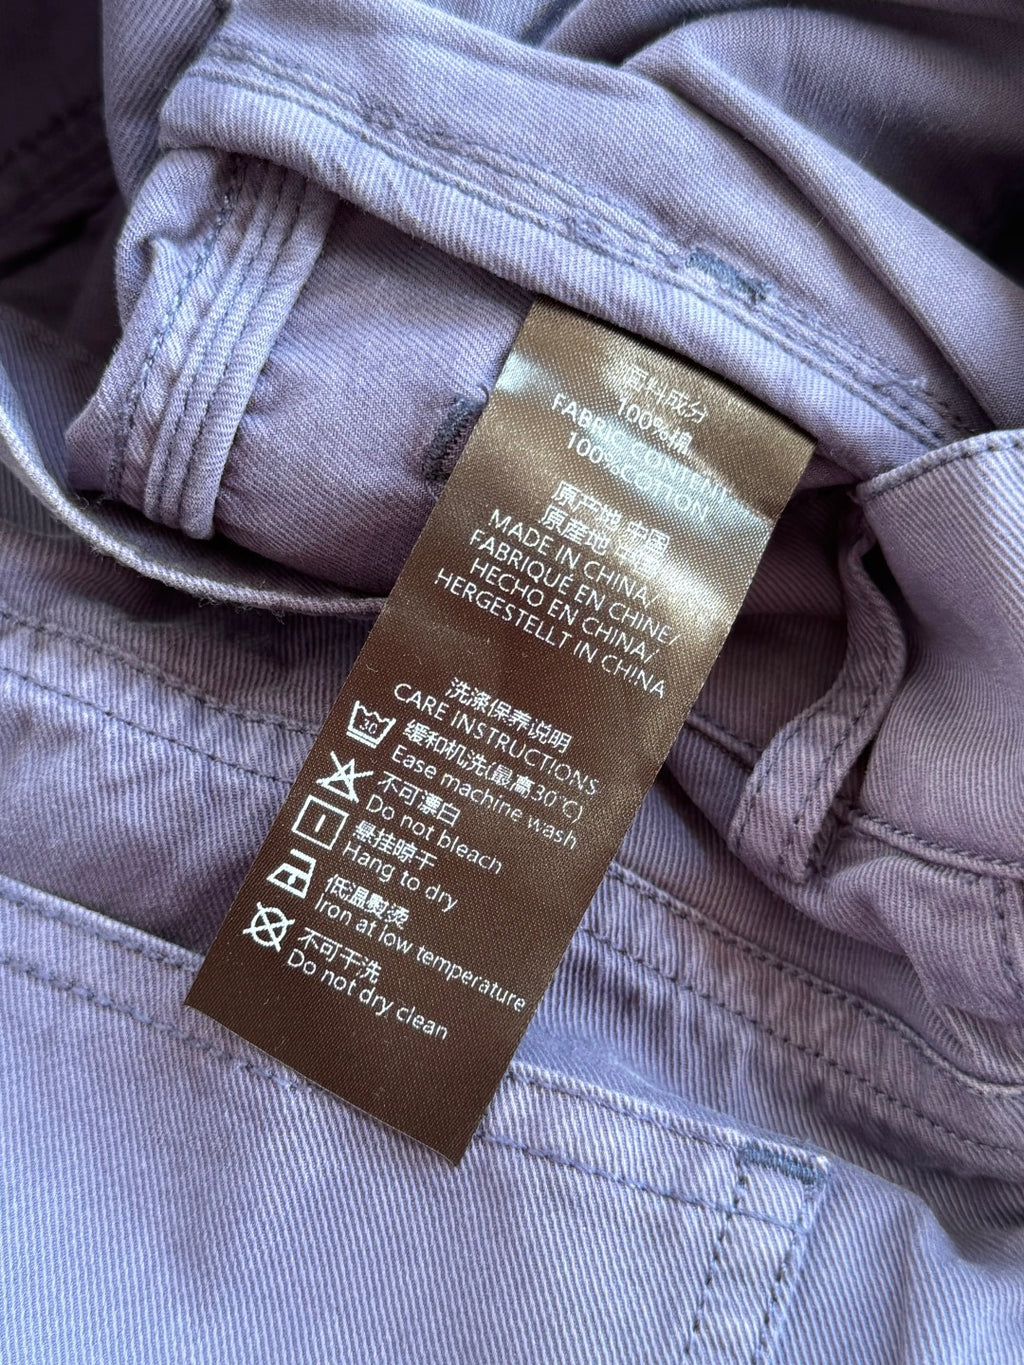 面料成分
100%棉
FABRIC CONTENT
100%COTTON
原产地 中国
原產地 中國
MADE IN CHINA/
FABRIQUÉ EN CHINE/
HECHO EN CHINA/
HERGESTELLT IN CHINA
洗涤保养说明
CARE INSTRUCTIONS
30
缓和机洗(最高30℃)
Ease machine wash
不可漂白
Do not bleach
悬挂晾干
Hang to dry
低温熨烫
Iron at low temperature
不可干洗
Do not dry clean